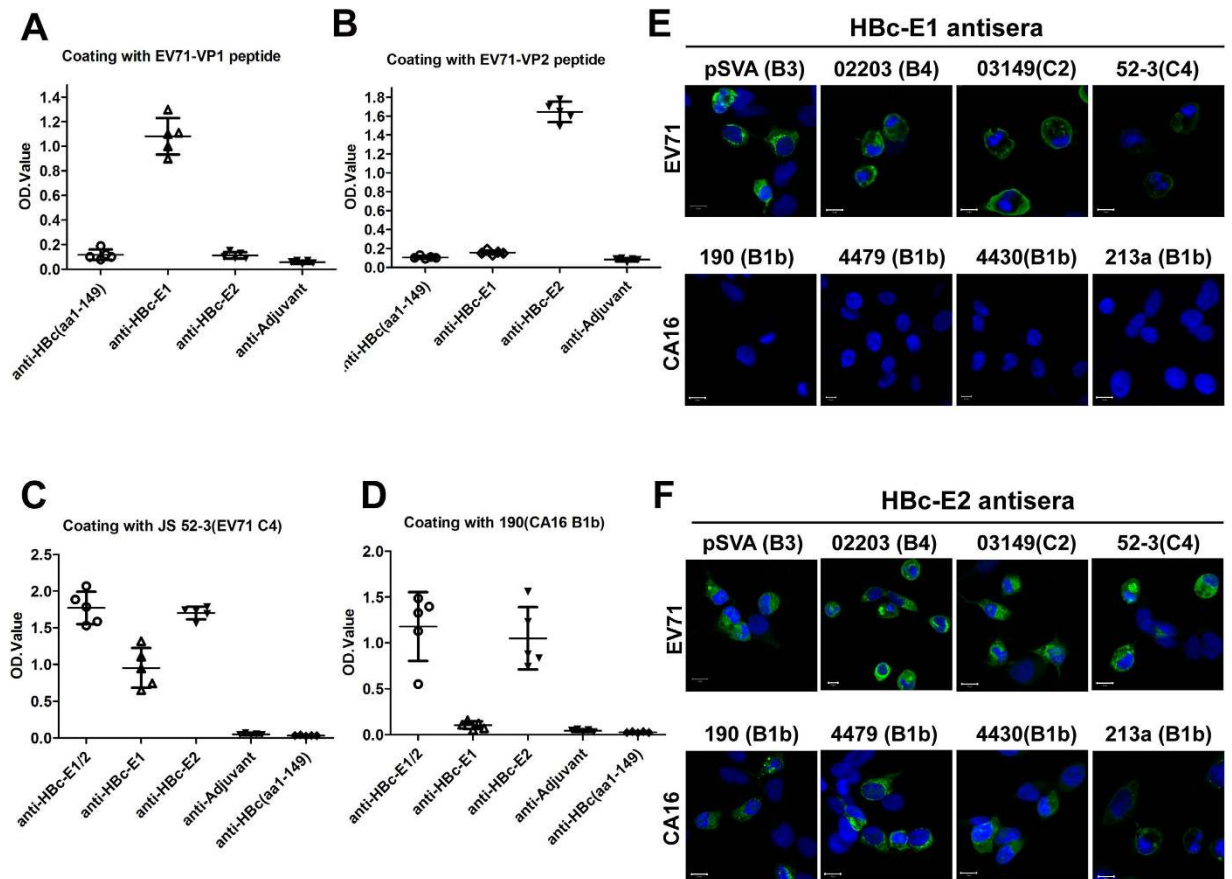 A
Coating with EV71-VP1 peptide
OD.Value
1.4
1.2
1.0
0.8
0.6
0.4
0.2
0.0
anti-HBc(aa1-149)
anti-HBc-E1
anti-HBc-E2
anti-Adjuvant
B
Coating with EV71-VP2 peptide
OD.Value
1.8
1.6
1.4
1.2
1.0
0.8
0.6
0.4
0.2
0.0
anti-HBc(aa1-149)
anti-HBc-E1
anti-HBc-E2
anti-Adjuvant
C
Coating with JS 52-3(EV71 C4)
OD.Value
2.5
2.0
1.5
1.0
0.5
0.0
anti-HBc-E1/2
anti-HBc-E1
anti-HBc-E2
anti-Adjuvant
anti-HBc(aa1-149)
D
Coating with 190(CA16 B1b)
OD.Value
2.0
1.5
1.0
0.5
0.0
anti-HBc-E1/2
anti-HBc-E1
anti-HBc-E2
anti-Adjuvant
anti-HBc(aa1-149)
E
HBc-E1 antisera
pSVA (B3) 02203 (B4) 03149(C2) 52-3(C4)
EV71
190 (B1b) 4479 (B1b) 4430(B1b) 213a (B1b)
CA16
F
HBc-E2 antisera
pSVA (B3) 02203 (B4) 03149(C2) 52-3(C4)
EV71
190 (B1b) 4479 (B1b) 4430(B1b) 213a (B1b)
CA16